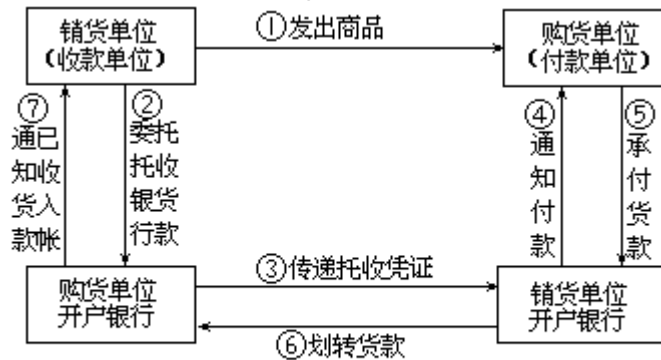 销货单位
(收款单位)
①发出商品
购货单位
(付款单位)
⑦
通知货款
已收入帐
②
委托银行
托收货款
④
通知付款
⑤
承付货款
购货单位
开户银行
③传递托收凭证
销货单位
开户银行
⑥划转货款